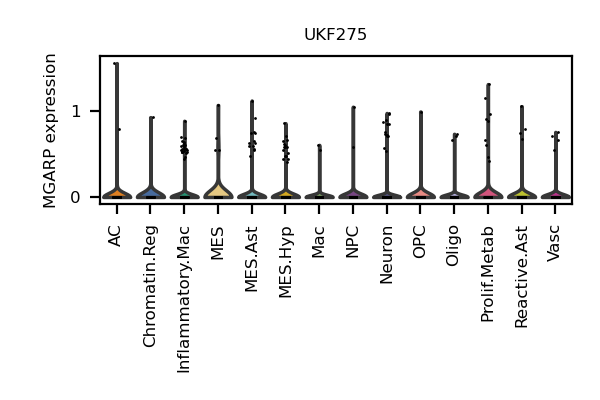 UKF275
MGARP expression
1
0
AC
Chromatin.Reg
Inflammatory.Mac
MES
MES.Ast
MES.Hyp
Mac
NPC
Neuron
OPC
Oligo
Prolif.Metab
Reactive.Ast
Vasc